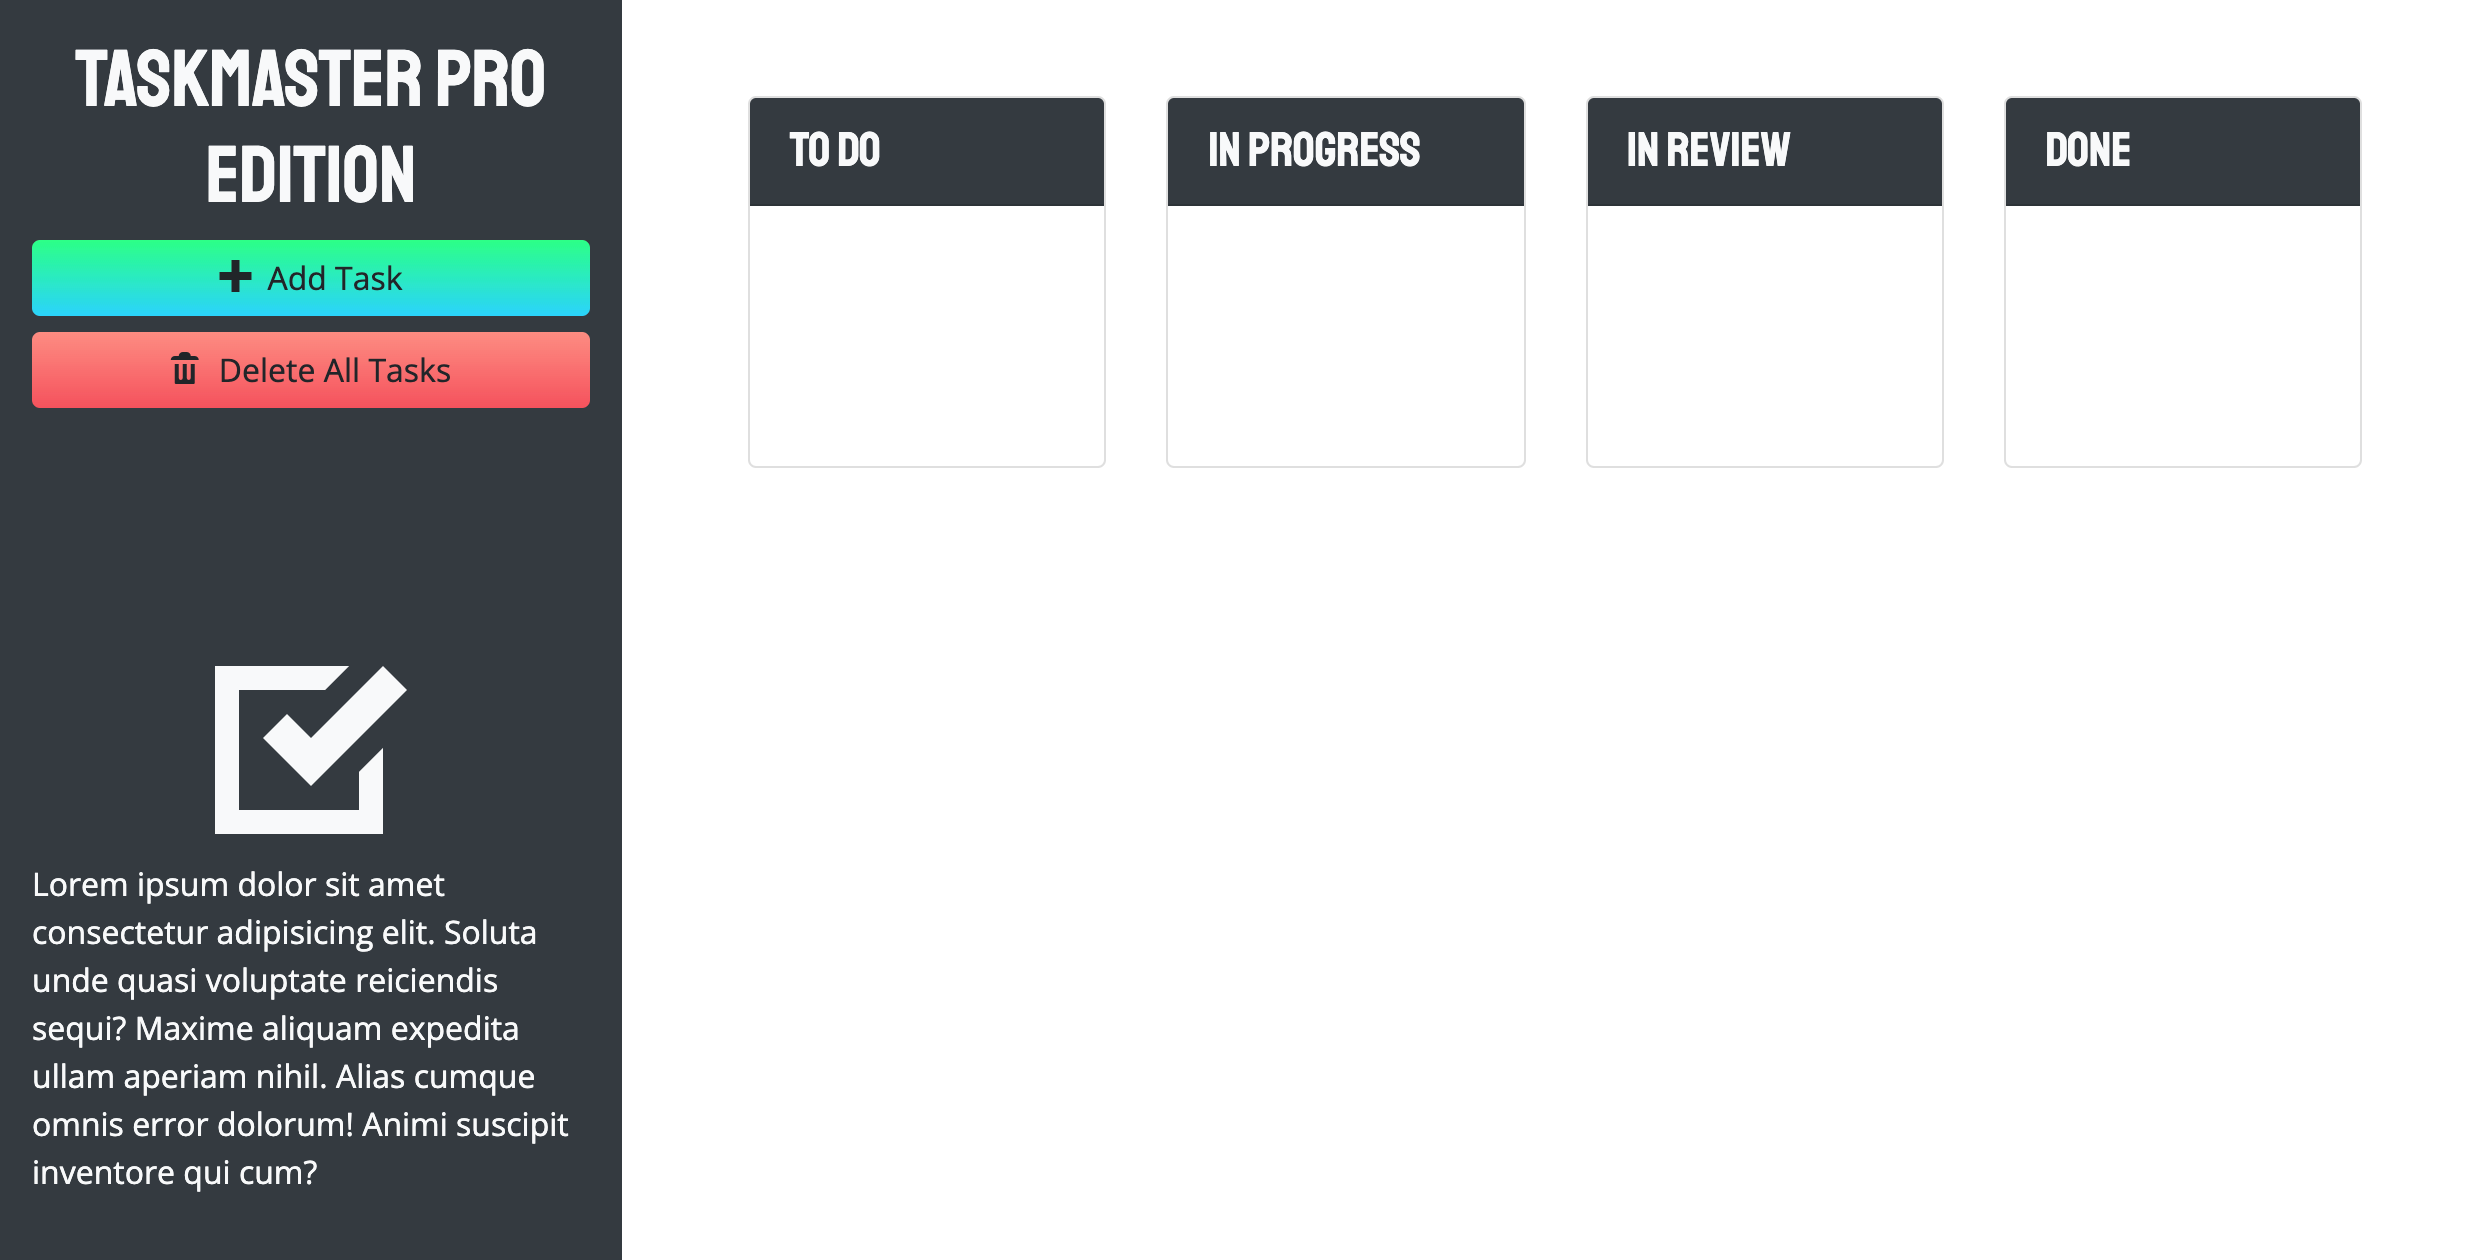 TASKMASTER PRO
EDITION
Add Task
Delete All Tasks
Lorem ipsum dolor sit amet
consectetur adipisicing elit. Soluta
unde quasi voluptate reiciendis
sequi? Maxime aliquam expedita
ullam aperiam nihil. Alias cumque
omnis error dolorum! Animi suscipit
inventore qui cum?
TO DO
IN PROGRESS
IN REVIEW
DONE